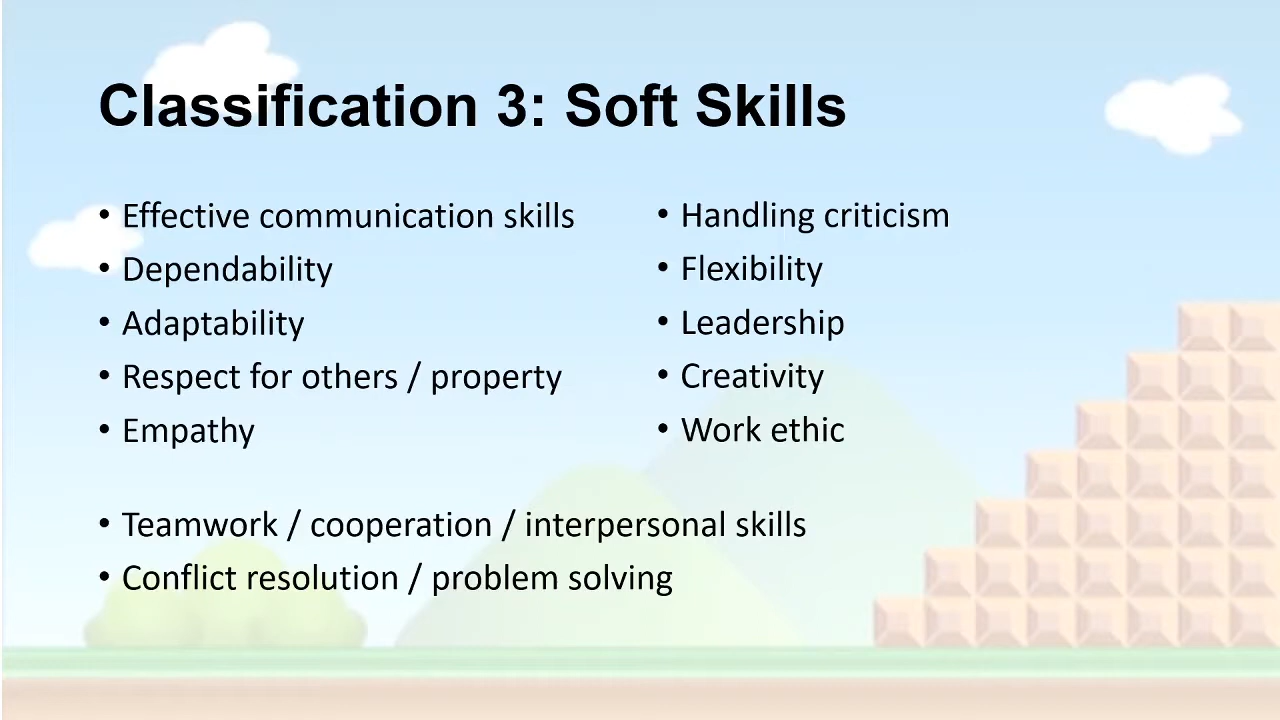 Classification 3: Soft Skills
• Effective communication skills
• Dependability
• Adaptability
• Respect for others / property
• Empathy
• Handling criticism
• Flexibility
• Leadership
• Creativity
• Work ethic
• Teamwork / cooperation / interpersonal skills
• Conflict resolution / problem solving